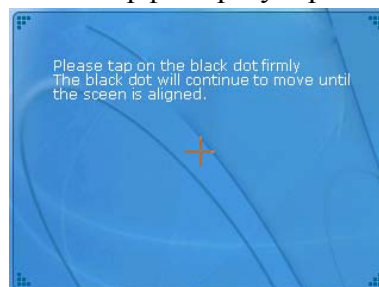 Please tap on the black dot firmly
The black dot will continue to move until
the sceen is aligned.